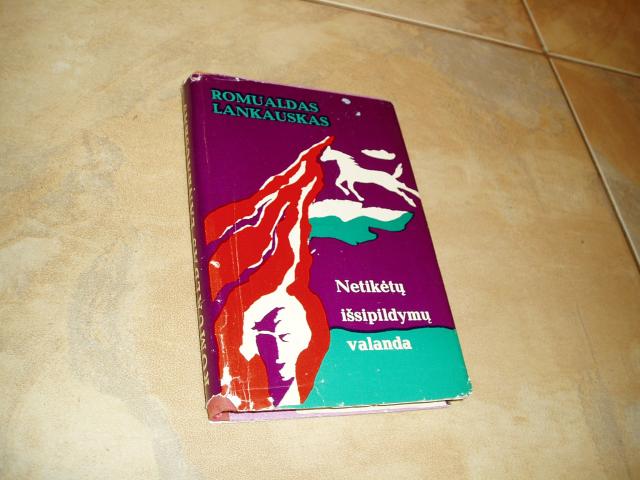 ROMUALDAS
LANKAUSKAS
Netikėtų
išsipildymų
valanda